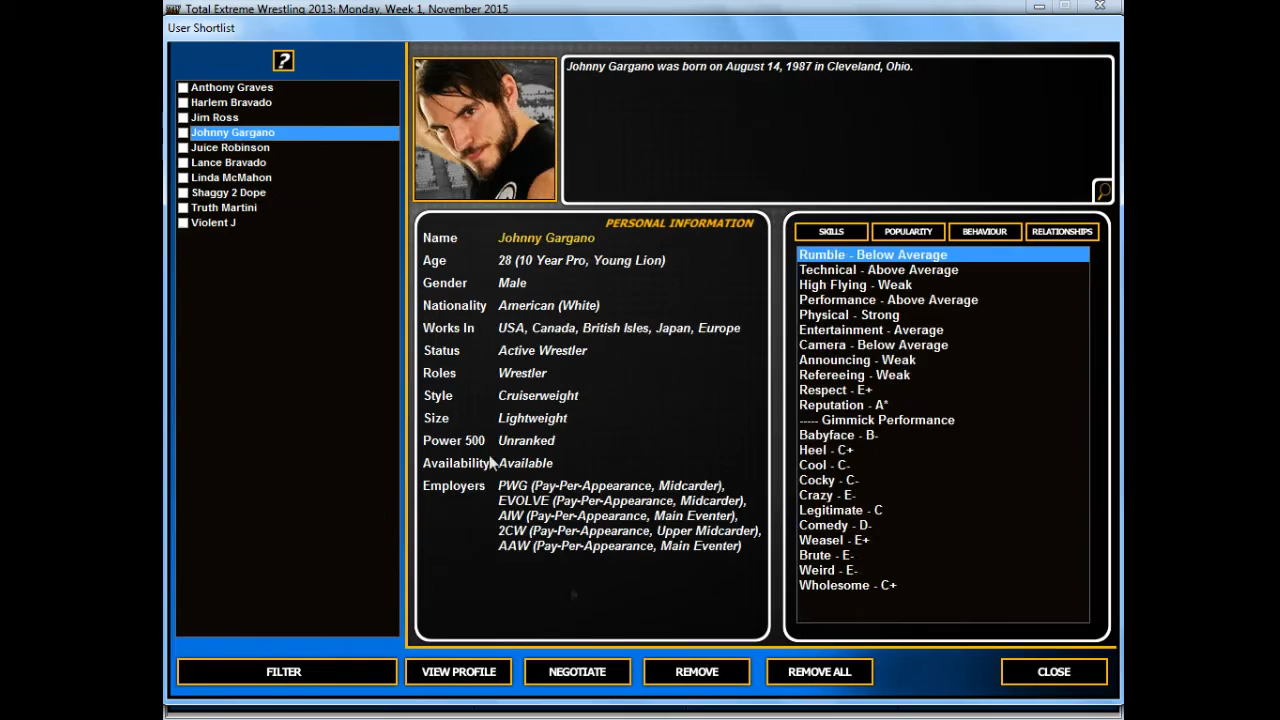 Total Extreme Wrestling 2013: Monday, Week 1, November 2015
User Shortlist
?
Anthony Graves
Harlem Bravado
Jim Ross
Johnny Gargano
Juice Robinson
Lance Bravado
Linda McMahon
Shaggy 2 Dope
Truth Martini
Violent J
Johnny Gargano was born on August 14, 1987 in Cleveland, Ohio.
PERSONAL INFORMATION
Name Johnny Gargano
Age 28 (10 Year Pro, Young Lion)
Gender Male
Nationality American (White)
Works In USA, Canada, British Isles, Japan, Europe
Status Active Wrestler
Roles Wrestler
Style Cruiserweight
Size Lightweight
Power 500 Unranked
Availability Available
Employers PWG (Pay-Per-Appearance, Midcarder),
EVOLVE (Pay-Per-Appearance, Midcarder),
AIW (Pay-Per-Appearance, Main Eventer),
2CW (Pay-Per-Appearance, Upper Midcarder),
AAW (Pay-Per-Appearance, Main Eventer)
SKILLS POPULARITY BEHAVIOUR RELATIONSHIPS
Rumble - Below Average
Technical - Above Average
High Flying - Weak
Performance - Above Average
Physical - Strong
Entertainment - Average
Camera - Below Average
Announcing - Weak
Refereeing - Weak
Respect - E+
Reputation - A*
----- Gimmick Performance
Babyface - B-
Heel - C+
Cool - C-
Cocky - C-
Crazy - E-
Legitimate - C
Comedy - D-
Weasel - E+
Brute - E-
Weird - E-
Wholesome - C+
FILTER VIEW PROFILE NEGOTIATE REMOVE REMOVE ALL CLOSE